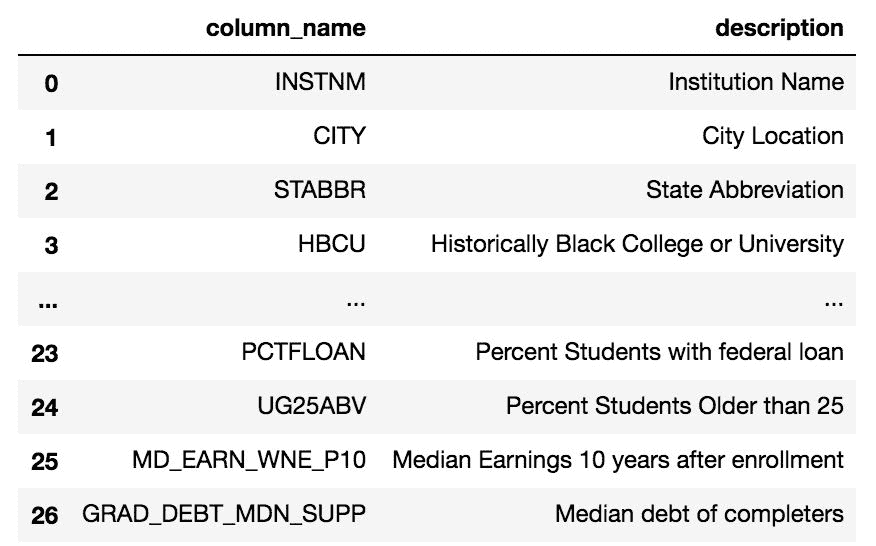 column_name description
0 INSTNM Institution Name
1 CITY City Location
2 STABBR State Abbreviation
3 HBCU Historically Black College or University
... ... ...
23 PCTFLOAN Percent Students with federal loan
24 UG25ABV Percent Students Older than 25
25 MD_EARN_WNE_P10 Median Earnings 10 years after enrollment
26 GRAD_DEBT_MDN_SUPP Median debt of completers